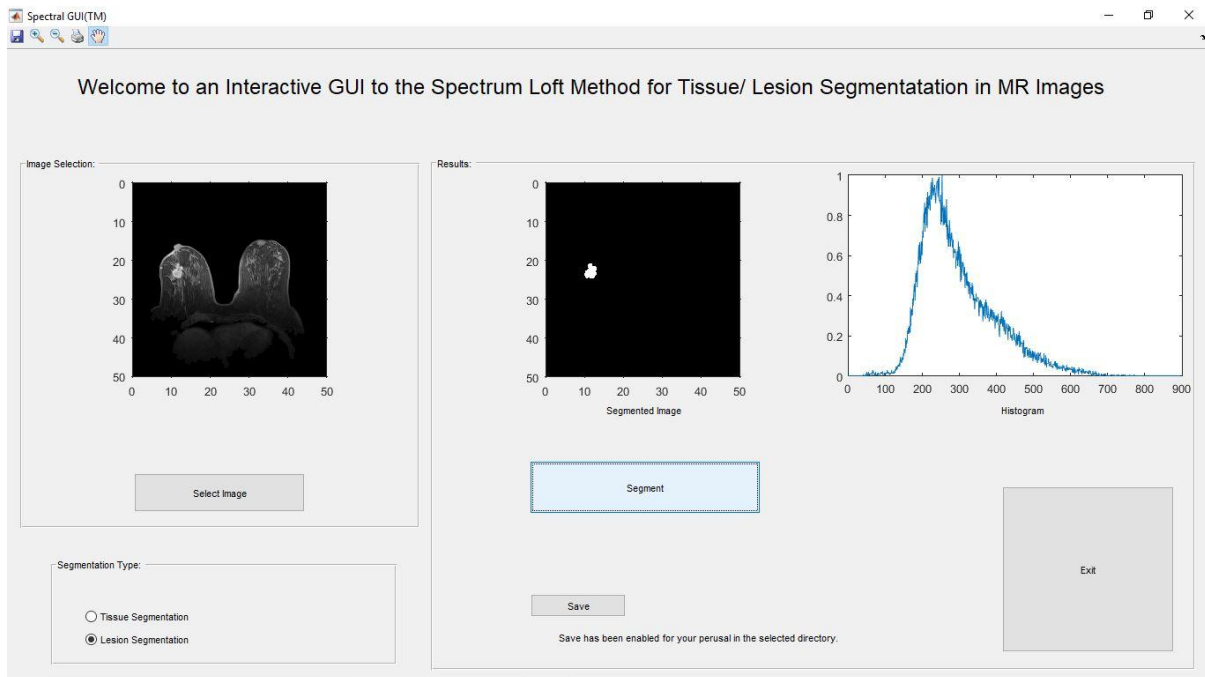 Spectral GUI(TM)
Welcome to an Interactive GUI to the Spectrum Loft Method for Tissue/ Lesion Segmentatation in MR Images
Image Selection:
0
10
20
30
40
50
0 10 20 30 40 50
Select Image
Segmentation Type:
Tissue Segmentation
Lesion Segmentation
Results:
0
10
20
30
40
50
0 10 20 30 40 50
Segmented Image
1
0.8
0.6
0.4
0.2
0
0 100 200 300 400 500 600 700 800 900
Histogram
Segment
Save
Save has been enabled for your perusal in the selected directory.
Exit